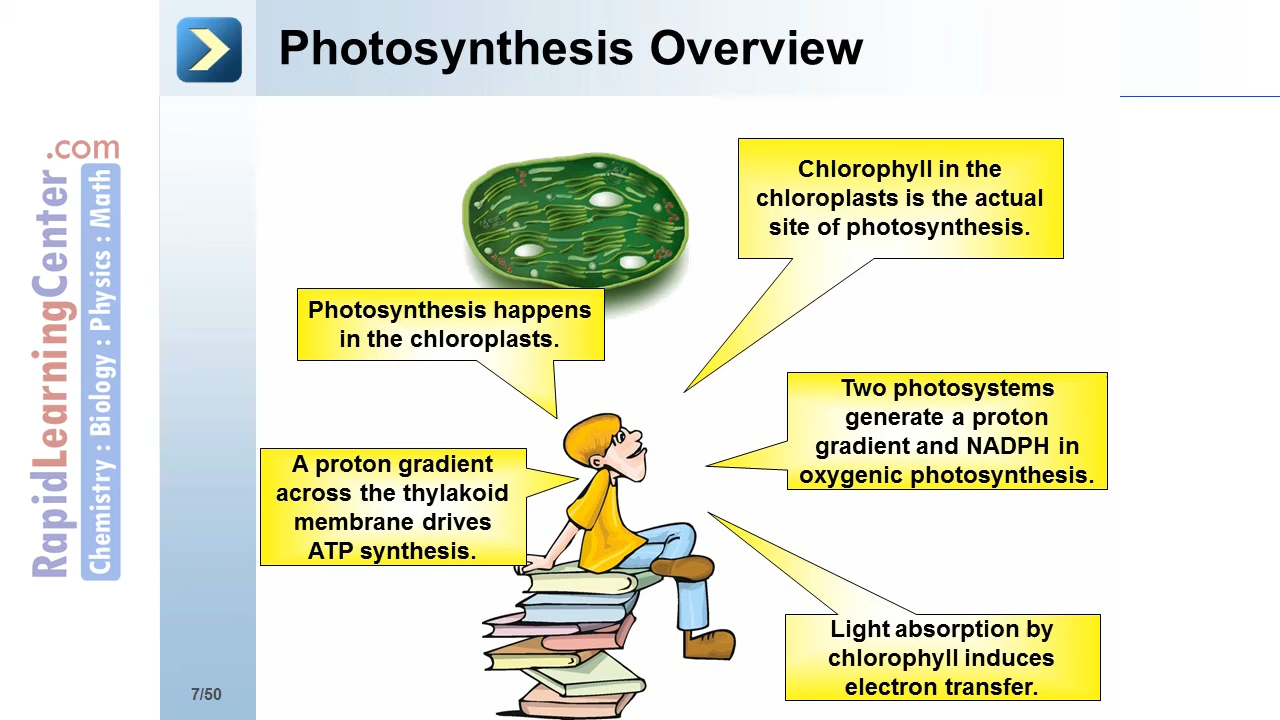 Photosynthesis Overview
RapidLearningCenter.com
Chemistry : Biology : Physics : Math
Chlorophyll in the
chloroplasts is the actual
site of photosynthesis.
Photosynthesis happens
in the chloroplasts.
Two photosystems
generate a proton
gradient and NADPH in
oxygenic photosynthesis.
A proton gradient
across the thylakoid
membrane drives
ATP synthesis.
Light absorption by
chlorophyll induces
electron transfer.
7/50